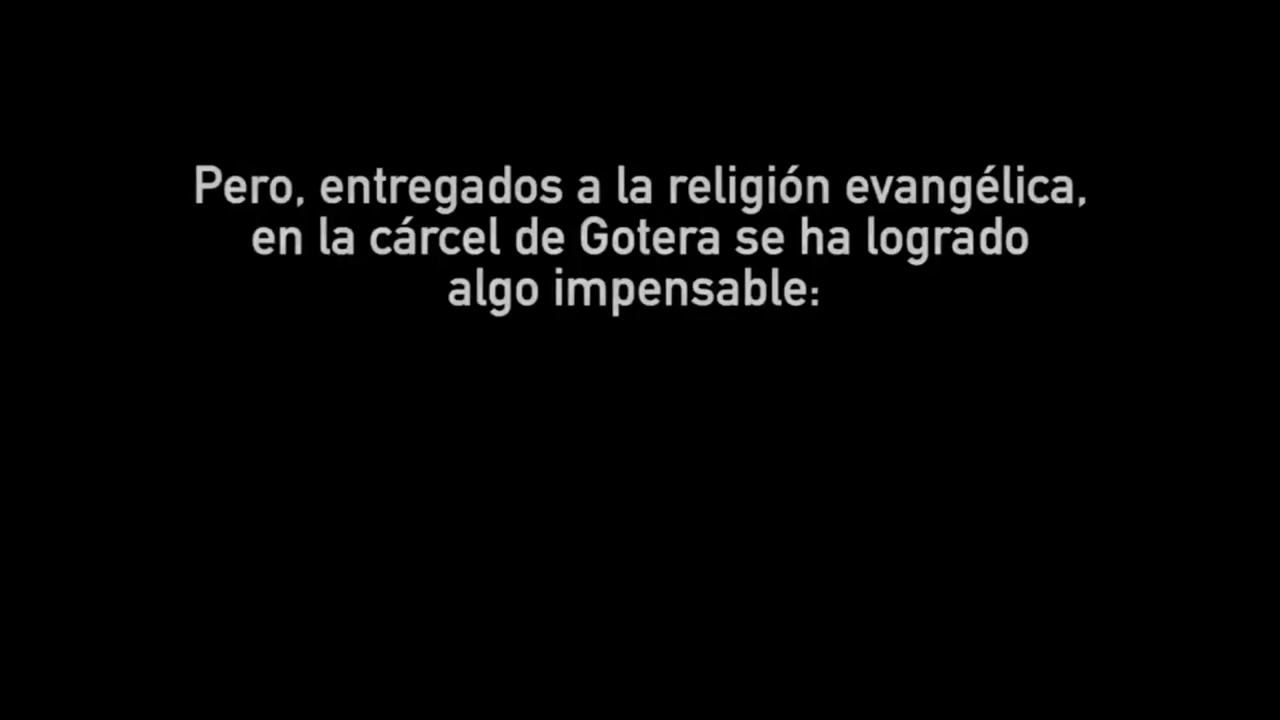 Pero, entregados a la religión evangélica,
en la cárcel de Gotera se ha logrado
algo impensable: